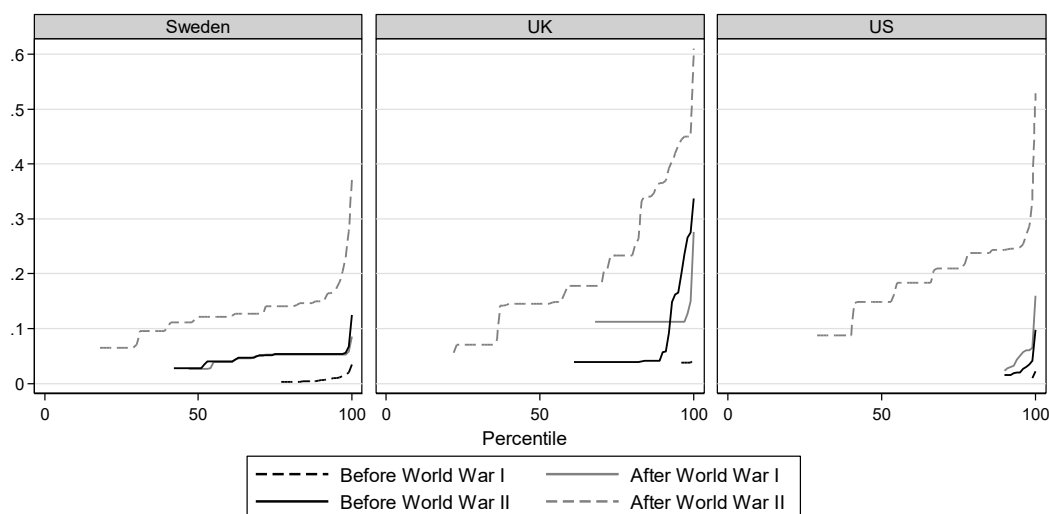 Sweden UK US
.6
.5
.4
.3
.2
.1
0
0 50 100 0 50 100 0 50 100
Percentile
Before World War I After World War I
Before World War II After World War II